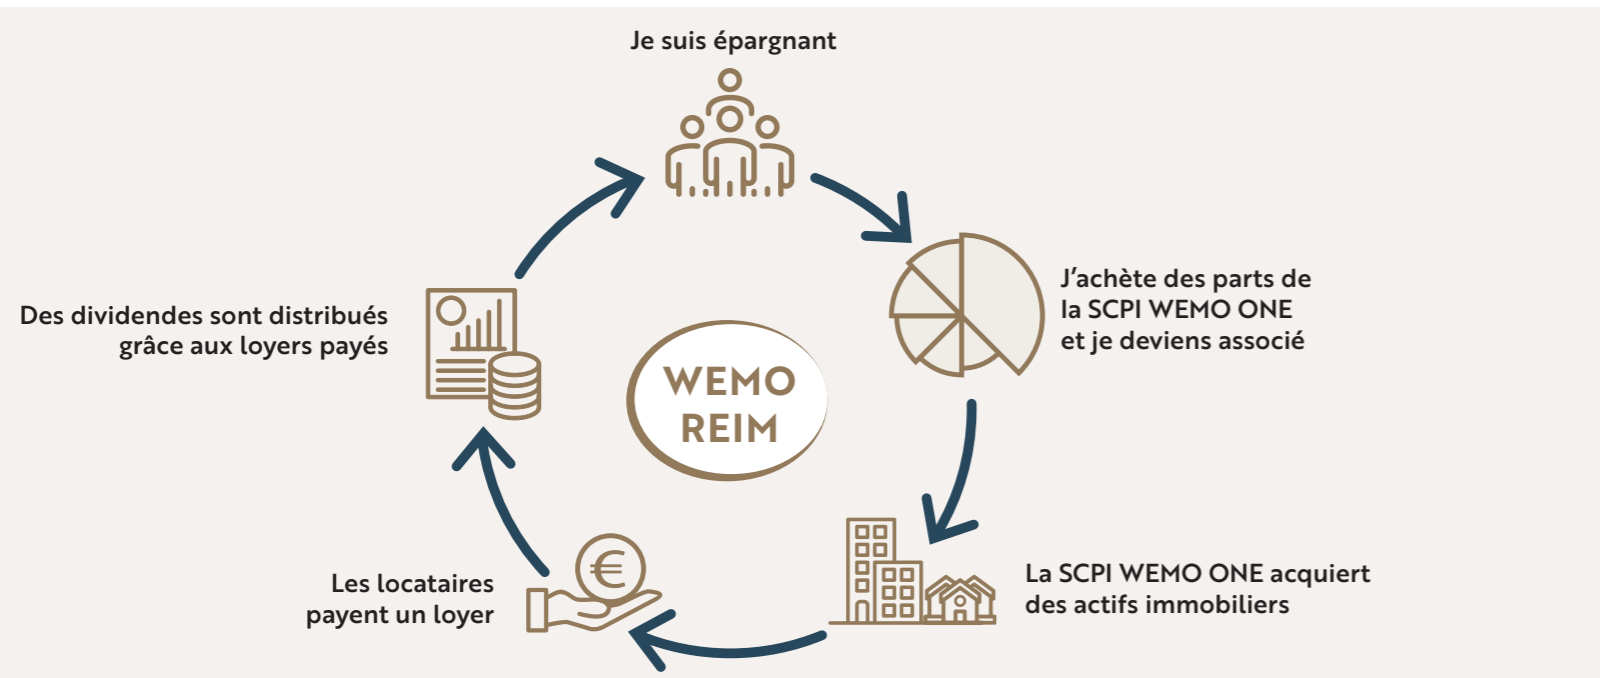 Je suis épargnant
J’achète des parts de
la SCPI WEMO ONE
et je deviens associé
La SCPI WEMO ONE acquiert
des actifs immobiliers
Les locataires
payent un loyer
Des dividendes sont distribués
grâce aux loyers payés
WEMO
REIM
€